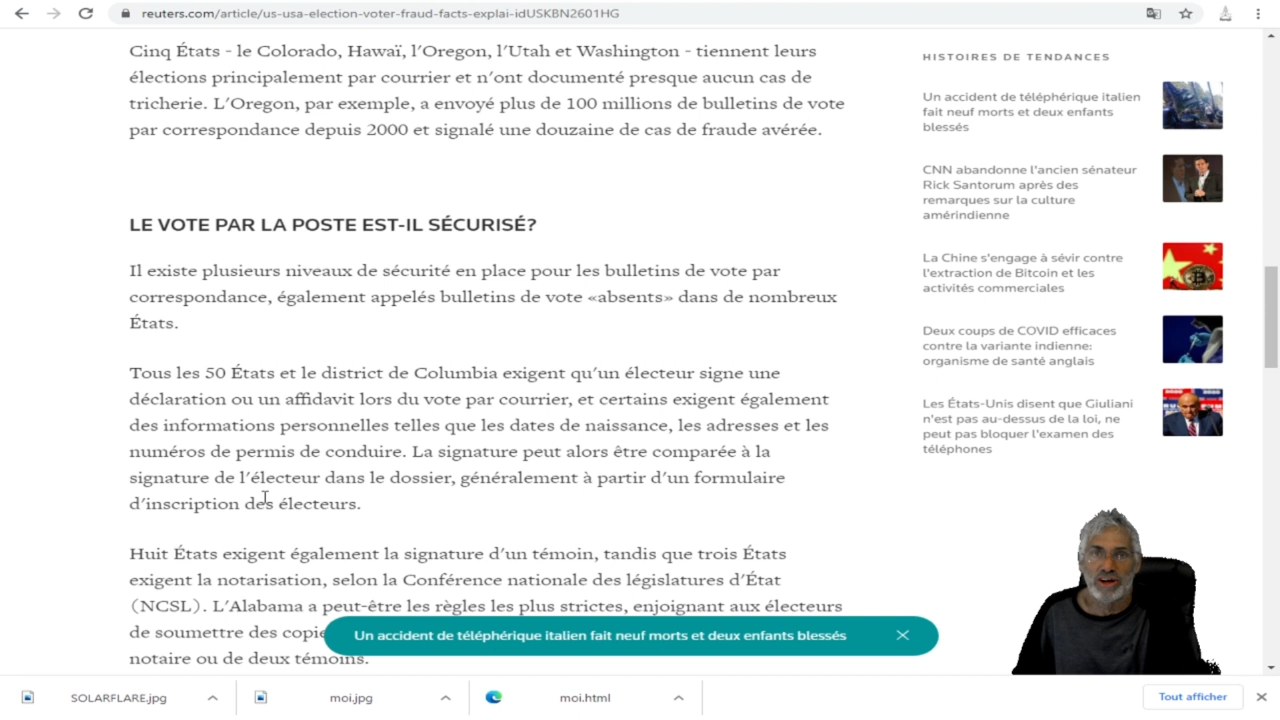 reuters.com/article/us-usa-election-voter-fraud-facts-explai-idUSKBN2601HG
Cinq États - le Colorado, Hawaï, l'Oregon, l'Utah et Washington - tiennent leurs
élections principalement par courrier et n'ont documenté presque aucun cas de
tricherie. L'Oregon, par exemple, a envoyé plus de 100 millions de bulletins de vote
par correspondance depuis 2000 et signalé une douzaine de cas de fraude avérée.
LE VOTE PAR LA POSTE EST-IL SÉCURISÉ?
Il existe plusieurs niveaux de sécurité en place pour les bulletins de vote par
correspondance, également appelés bulletins de vote «absents» dans de nombreux
États.
Tous les 50 États et le district de Columbia exigent qu'un électeur signe une
déclaration ou un affidavit lors du vote par courrier, et certains exigent également
des informations personnelles telles que les dates de naissance, les adresses et les
numéros de permis de conduire. La signature peut alors être comparée à la
signature de l'électeur dans le dossier, généralement à partir d'un formulaire
d'inscription des électeurs.
Huit États exigent également la signature d'un témoin, tandis que trois États
exigent la notarisation, selon la Conférence nationale des législatures d'État
(NCSL). L'Alabama a peut-être les règles les plus strictes, enjoignant aux électeurs
de soumettre des copie
notaire ou de deux témoins.
HISTOIRES DE TENDANCES
Un accident de téléphérique italien
fait neuf morts et deux enfants
blessés
CNN abandonne l'ancien sénateur
Rick Santorum après des
remarques sur la culture
amérindienne
La Chine s'engage à sévir contre
l'extraction de Bitcoin et les
activités commerciales
Deux coups de COVID efficaces
contre la variante indienne:
organisme de santé anglais
Les États-Unis disent que Giuliani
n'est pas au-dessus de la loi, ne
peut pas bloquer l'examen des
téléphones
Un accident de téléphérique italien fait neuf morts et deux enfants blessés
SOLARFLARE.jpg
moi.jpg
moi.html
Tout afficher